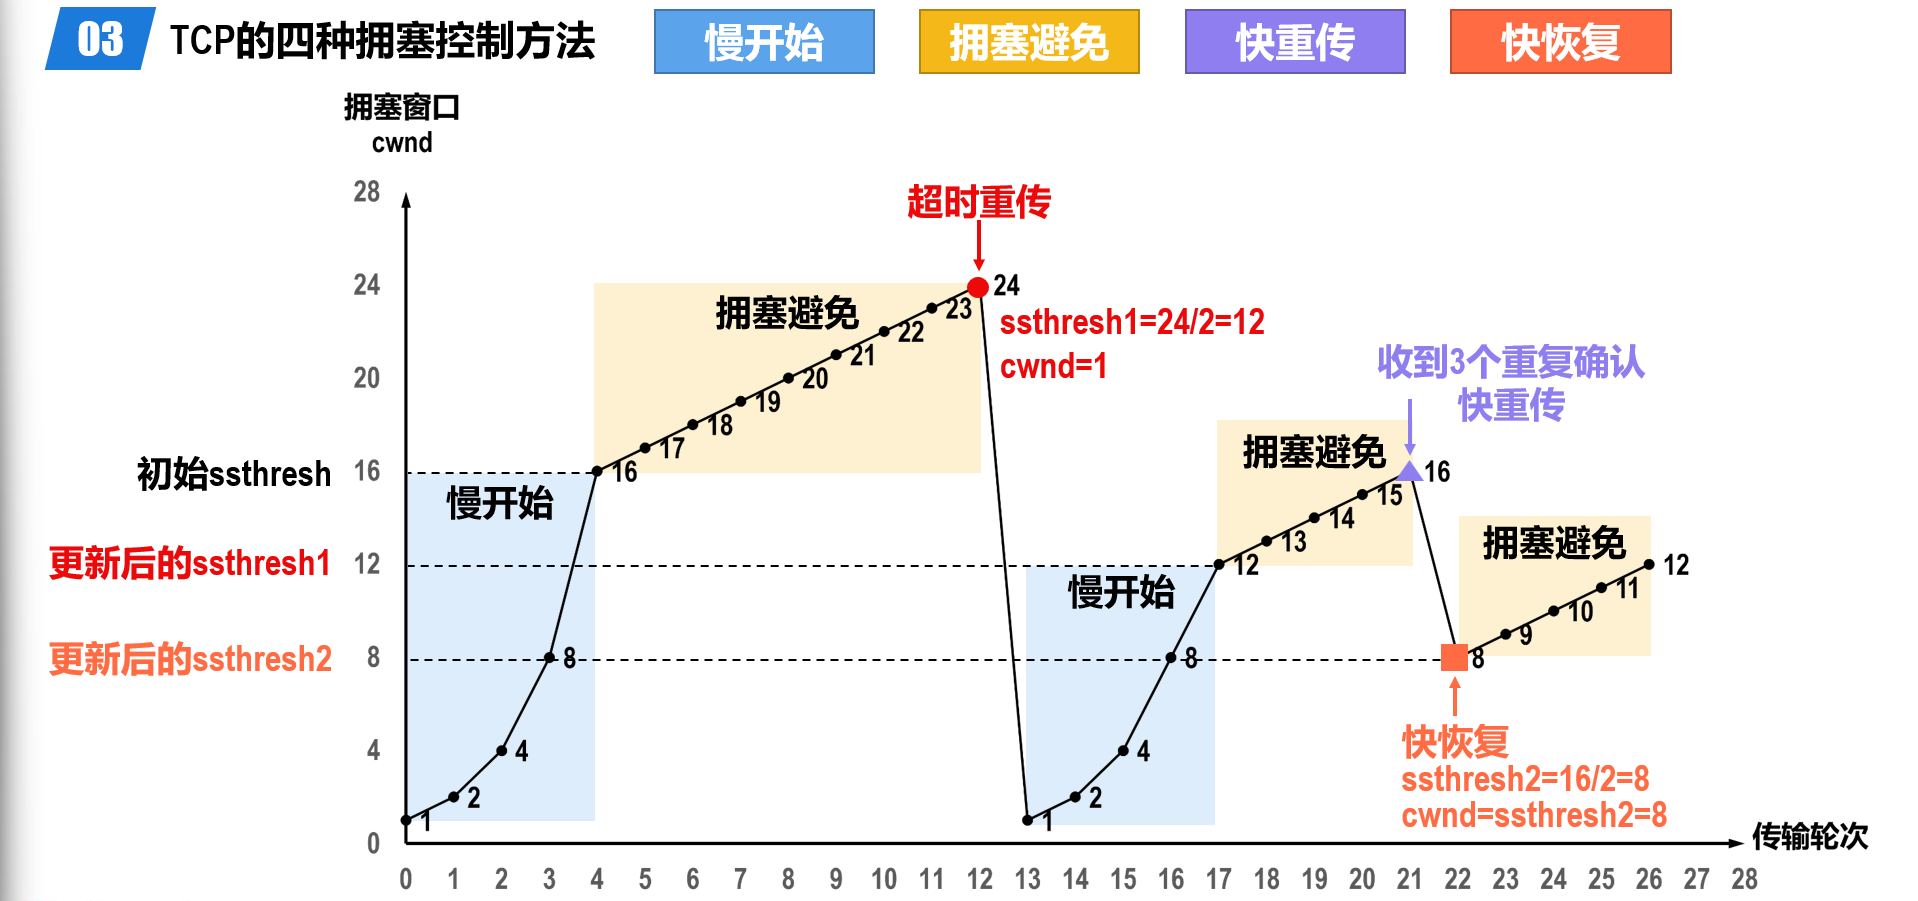 03 TCP的四种拥塞控制方法 慢开始 拥塞避免 快重传 快恢复
拥塞窗口
cwnd
28
超时重传
24
拥塞避免
24
23
22
21
20
19
18
17
16
ssthresh1=24/2=12
cwnd=1
20
收到3个重复确认
快重传
初始ssthresh
16
慢开始
拥塞避免
16
15
14
13
12
更新后的ssthresh1
12
慢开始
拥塞避免
12
11
10
9
8
更新后的ssthresh2
8
8
8
4
4
4
2
2
1
1
快恢复
ssthresh2=16/2=8
cwnd=ssthresh2=8
0
传输轮次
0 1 2 3 4 5 6 7 8 9 10 11 12 13 14 15 16 17 18 19 20 21 22 23 24 25 26 27 28